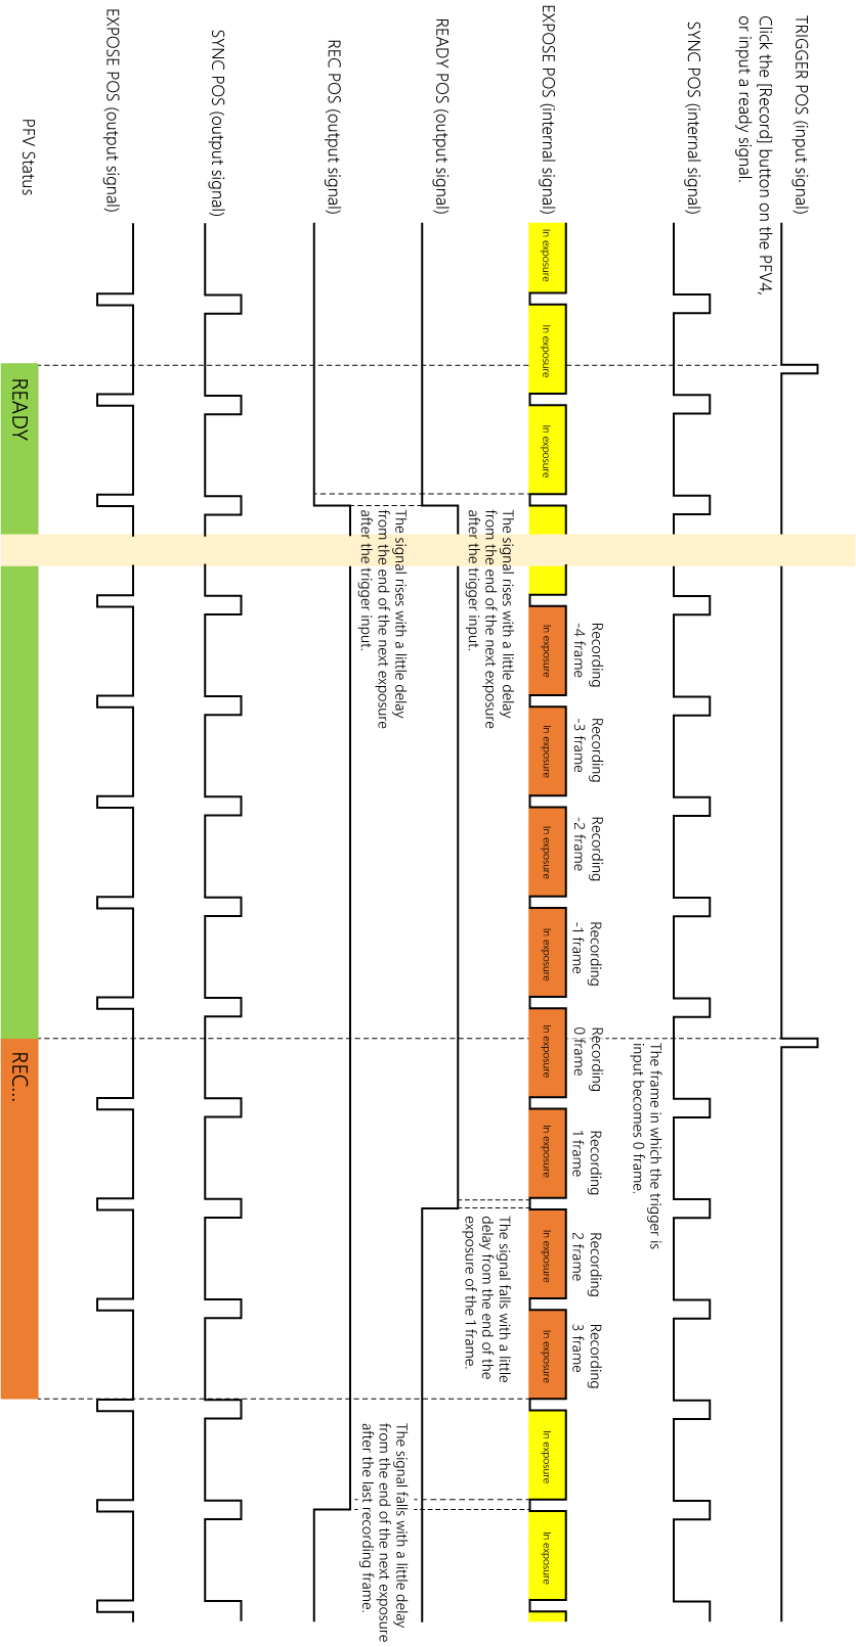 TRIGGER POS (input signal)
Click the [Record] button on the PFV4,
or input a ready signal.
SYNC POS (internal signal)
The frame in which the trigger is
input becomes 0 frame.
Recording
-4 frame
Recording
-3 frame
Recording
-2 frame
Recording
-1 frame
Recording
0 frame
Recording
1 frame
Recording
2 frame
Recording
3 frame
EXPOSE POS (internal signal)
In exposure
In exposure
In exposure
In exposure
In exposure
In exposure
In exposure
In exposure
In exposure
In exposure
In exposure
In exposure
In exposure
READY POS (output signal)
The signal rises with a little delay
from the end of the next exposure
after the trigger input.
The signal falls with a little
delay from the end of the
exposure of the 1 frame.
REC POS (output signal)
The signal rises with a little delay
from the end of the next exposure
after the trigger input.
The signal falls with a little delay
from the end of the next exposure
after the last recording frame.
SYNC POS (output signal)
EXPOSE POS (output signal)
PFV Status
READY
REC...